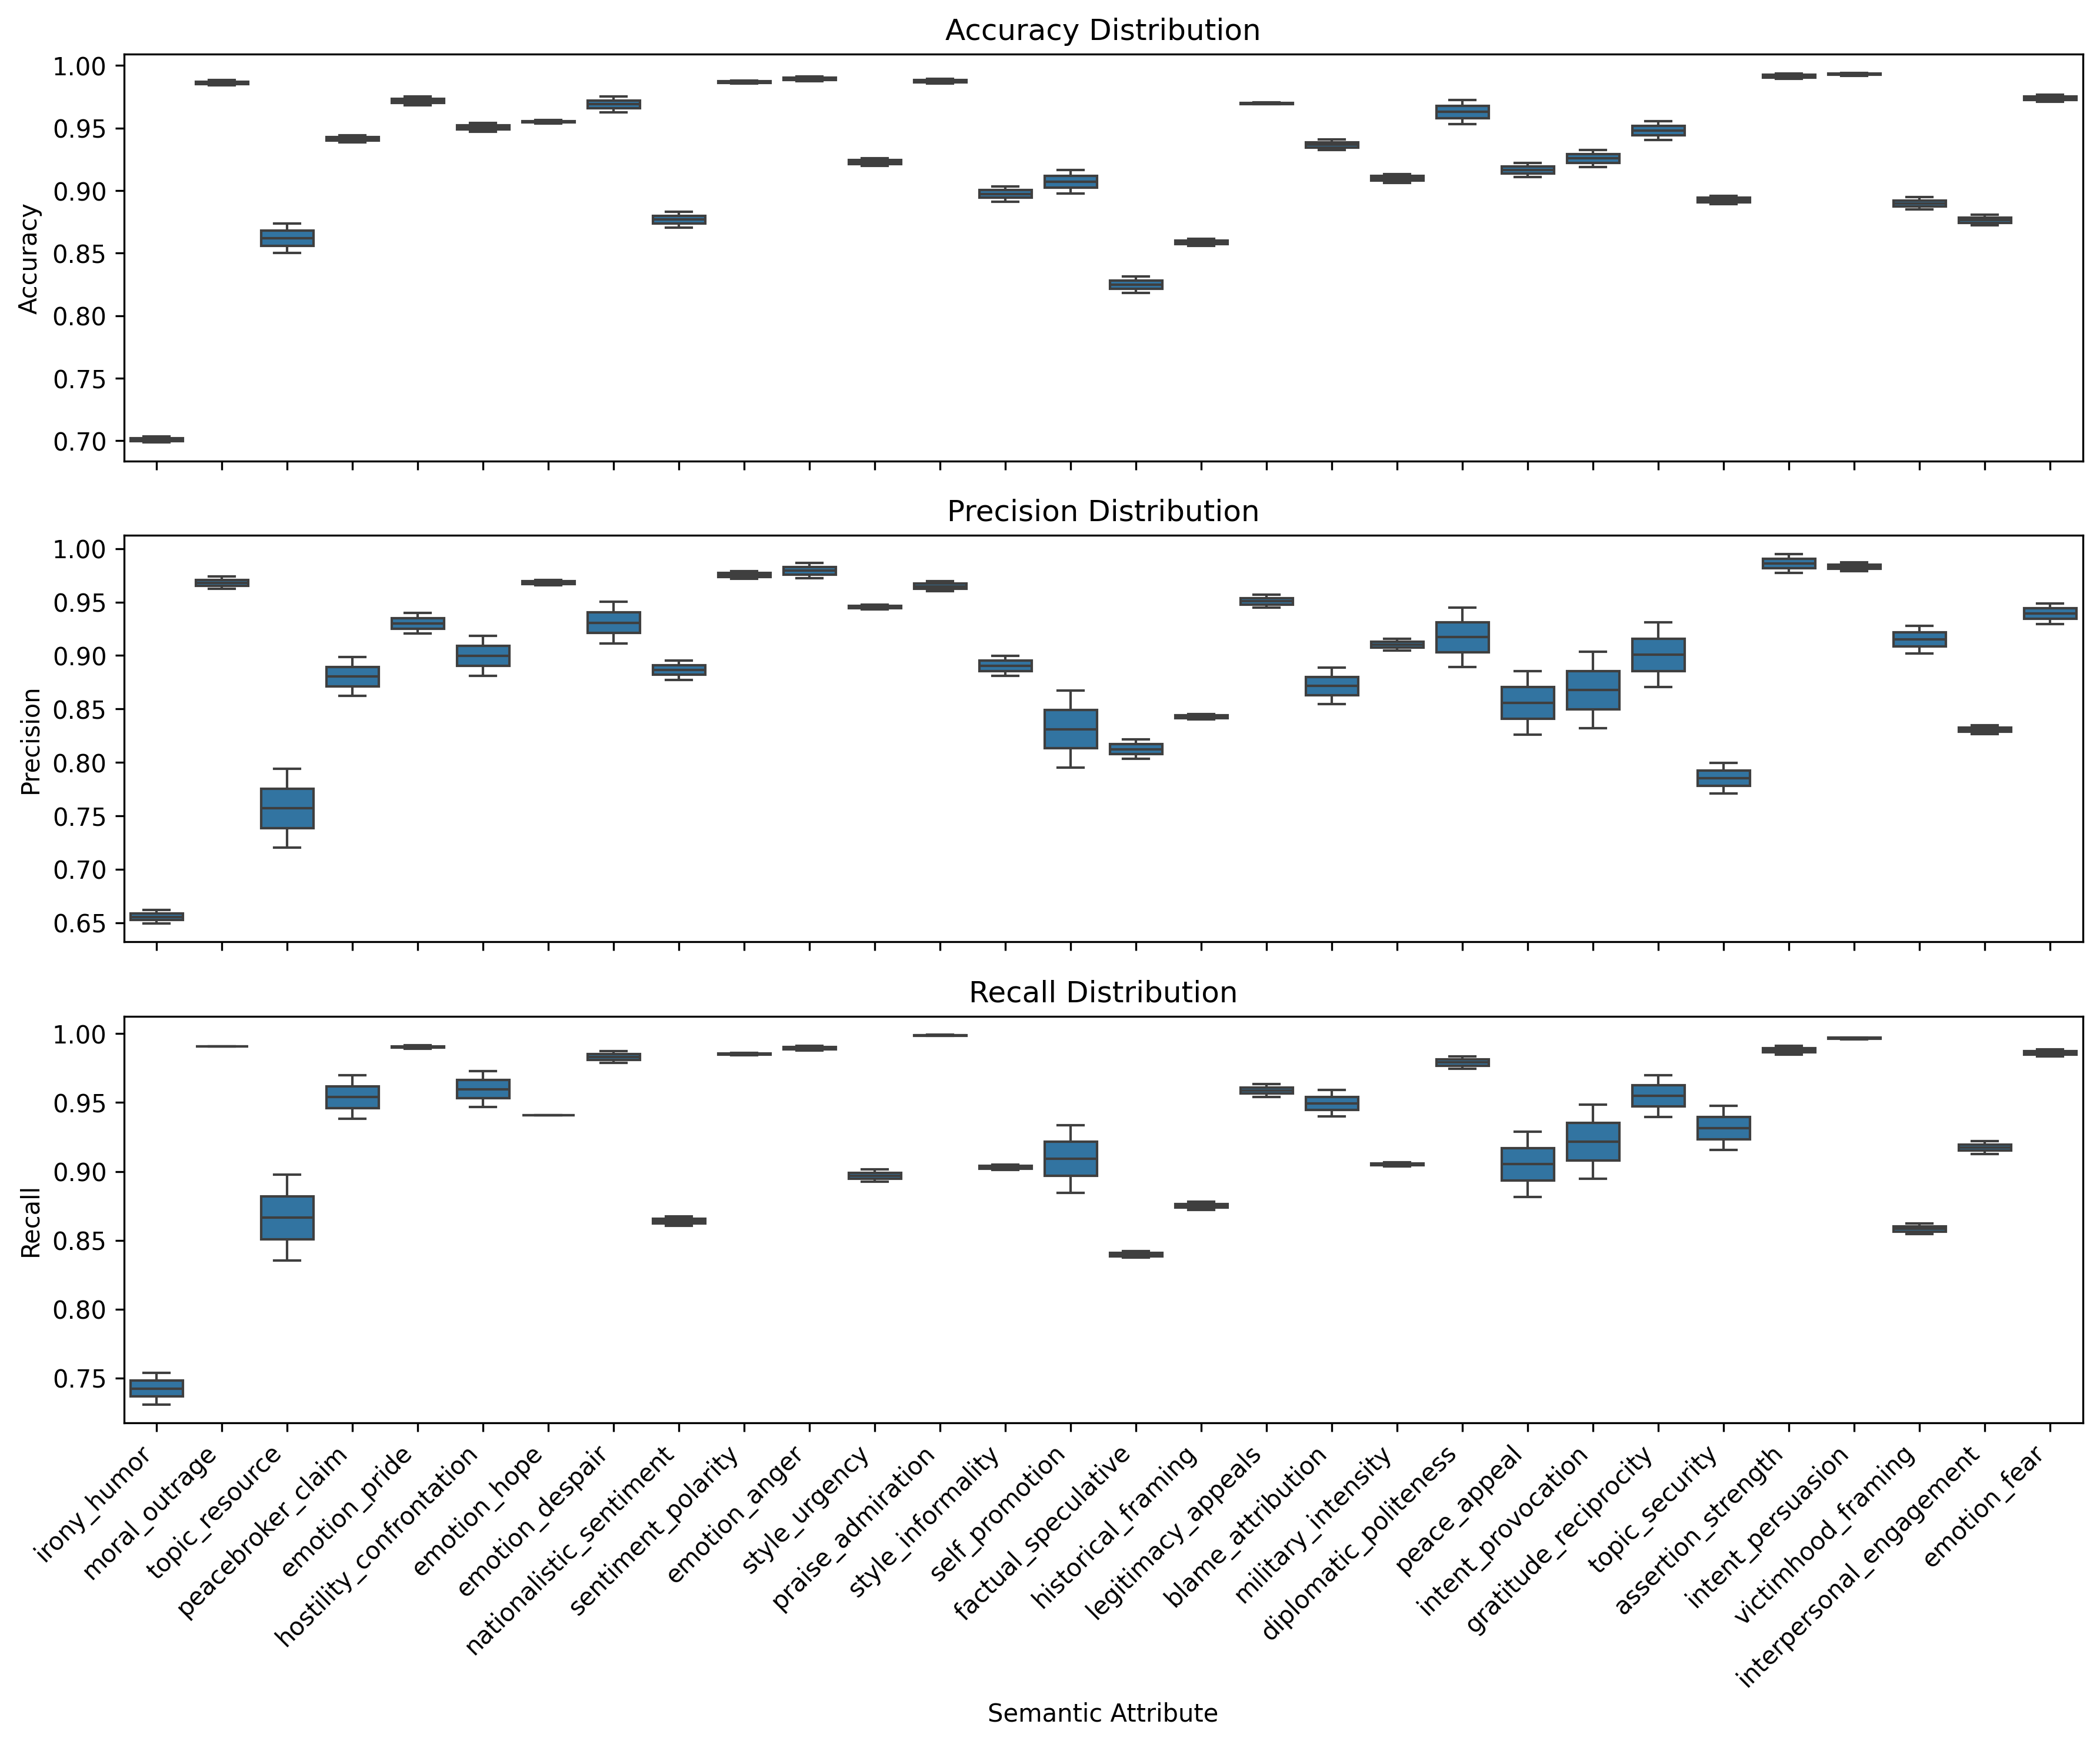 Accuracy Distribution
Accuracy
1.00
0.95
0.90
0.85
0.80
0.75
0.70
Precision Distribution
Precision
1.00
0.95
0.90
0.85
0.80
0.75
0.70
0.65
Recall Distribution
Recall
1.00
0.95
0.90
0.85
0.80
0.75
irony_humor
moral_outrage
topic_resource
peacebroker_claim
emotion_pride
hostility_confrontation
emotion_hope
emotion_despair
nationalistic_sentiment
sentiment_polarity
emotion_anger
style_urgency
praise_admiration
style_informality
self_promotion
factual_speculative
historical_framing
legitimacy_appeals
blame_attribution
military_intensity
diplomatic_politeness
peace_appeal
intent_provocation
gratitude_reciprocity
topic_security
assertion_strength
intent_persuasion
victimhood_framing
interpersonal_engagement
emotion_fear
Semantic Attribute